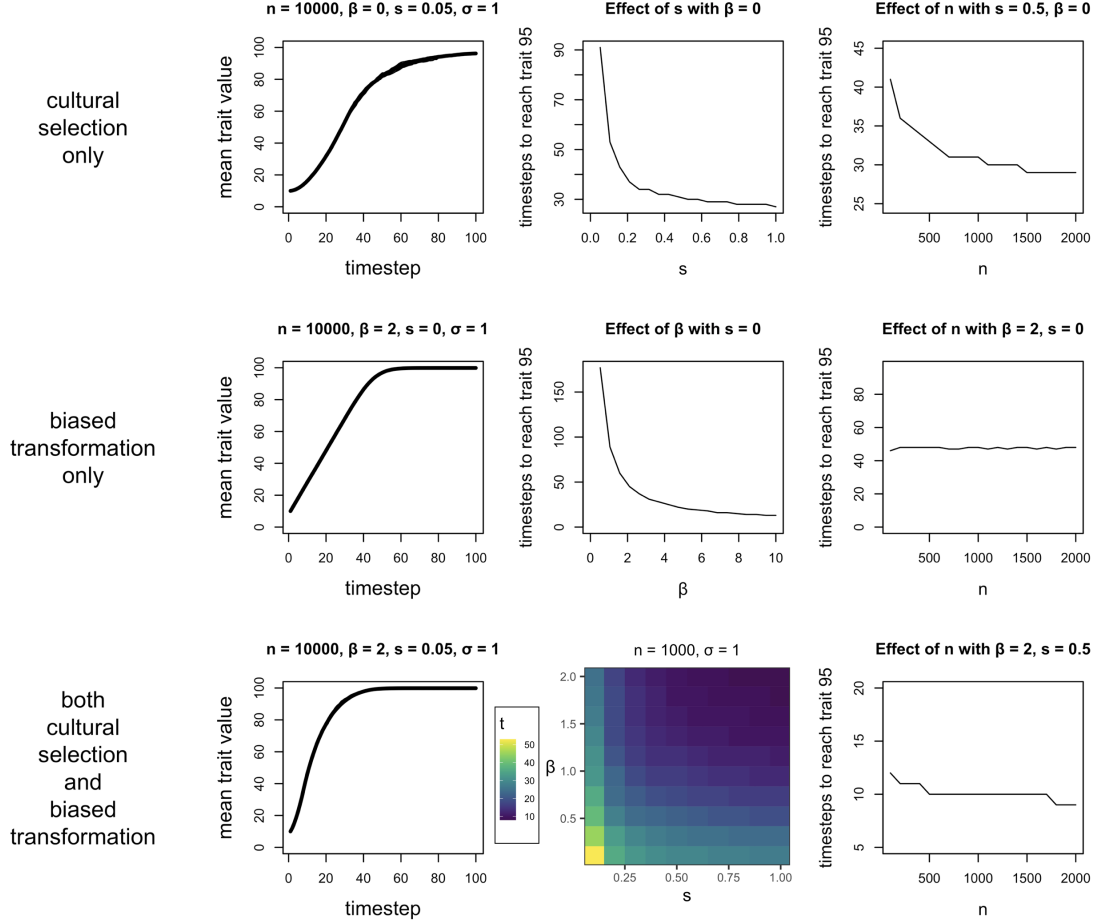 n = 10000, β = 0, s = 0.05, σ = 1
Effect of s with β = 0
Effect of n with s = 0.5, β = 0
cultural
selection
only
mean trait value
0 20 40 60 80 100
0 20 40 60 80 100
timestep
timesteps to reach trait 95
30 50 70 90
0.0 0.2 0.4 0.6 0.8 1.0
s
timesteps to reach trait 95
25 30 35 40 45
500 1000 1500 2000
n
n = 10000, β = 2, s = 0, σ = 1
Effect of β with s = 0
Effect of n with β = 2, s = 0
biased
transformation
only
mean trait value
0 20 40 60 80 100
0 20 40 60 80 100
timestep
timesteps to reach trait 95
0 50 100 150
0 2 4 6 8 10
β
timesteps to reach trait 95
0 20 40 60 80
500 1000 1500 2000
n
n = 10000, β = 2, s = 0.05, σ = 1
n = 1000, σ = 1
Effect of n with β = 2, s = 0.5
both
cultural
selection
and
biased
transformation
mean trait value
0 20 40 60 80 100
0 20 40 60 80 100
timestep
t
50
40
30
20
10
β
2.0
1.5
1.0
0.5
0.25 0.50 0.75 1.00
s
timesteps to reach trait 95
5 10 15 20
500 1000 1500 2000
n